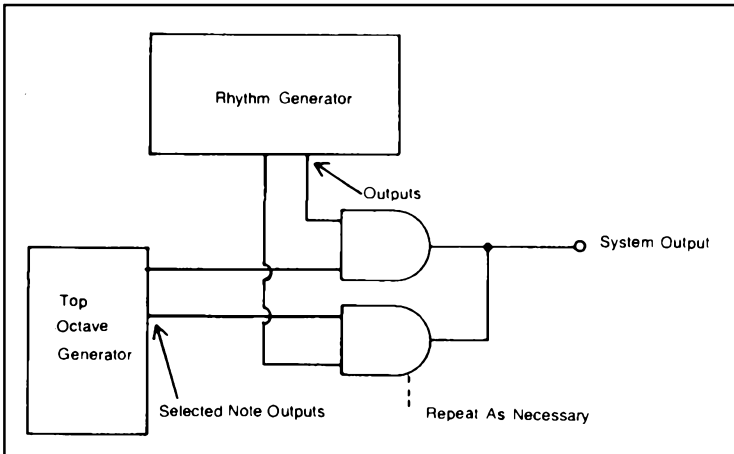 Rhythm Generator
Outputs
System Output
Top
Octave
Generator
Selected Note Outputs
Repeat As Necessary